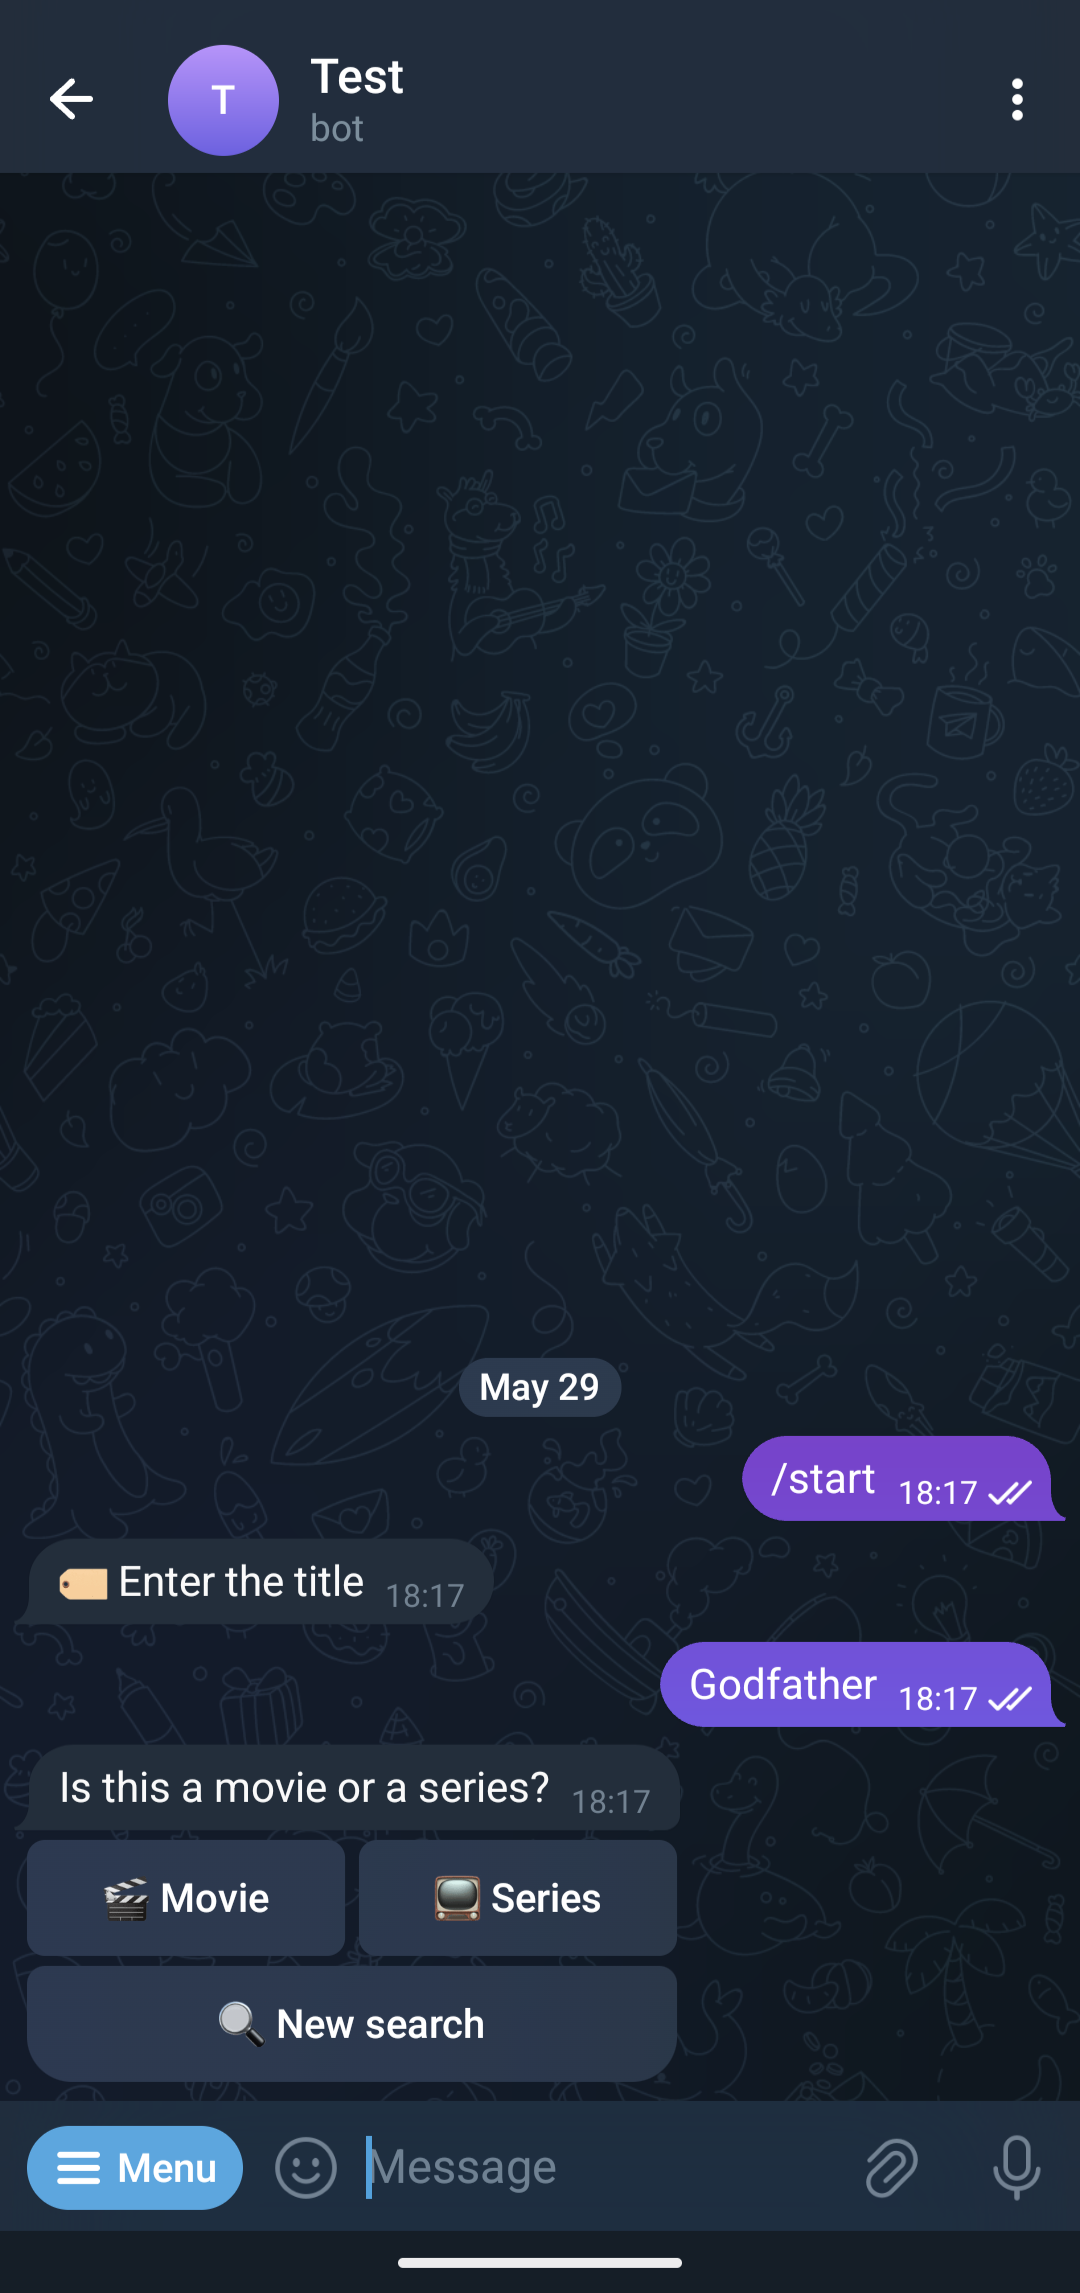 T
Test
bot
May 29
/start 18:17
Enter the title 18:17
Godfather 18:17
Is this a movie or a series? 18:17
Movie
Series
New search
Menu
Message